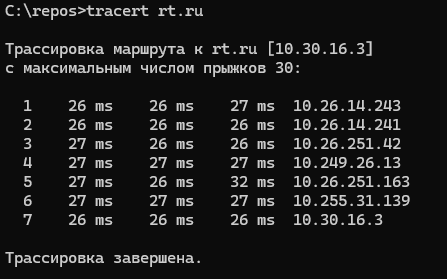 C:\repos>tracert rt.ru
Трассировка маршрута к rt.ru [10.30.16.3]
с максимальным числом прыжков 30:
1 26 ms 26 ms 27 ms 10.26.14.243
2 26 ms 26 ms 26 ms 10.26.14.241
3 27 ms 26 ms 27 ms 10.26.251.42
4 27 ms 27 ms 27 ms 10.249.26.13
5 27 ms 26 ms 32 ms 10.26.251.163
6 27 ms 27 ms 27 ms 10.255.31.139
7 26 ms 26 ms 26 ms 10.30.16.3
Трассировка завершена.